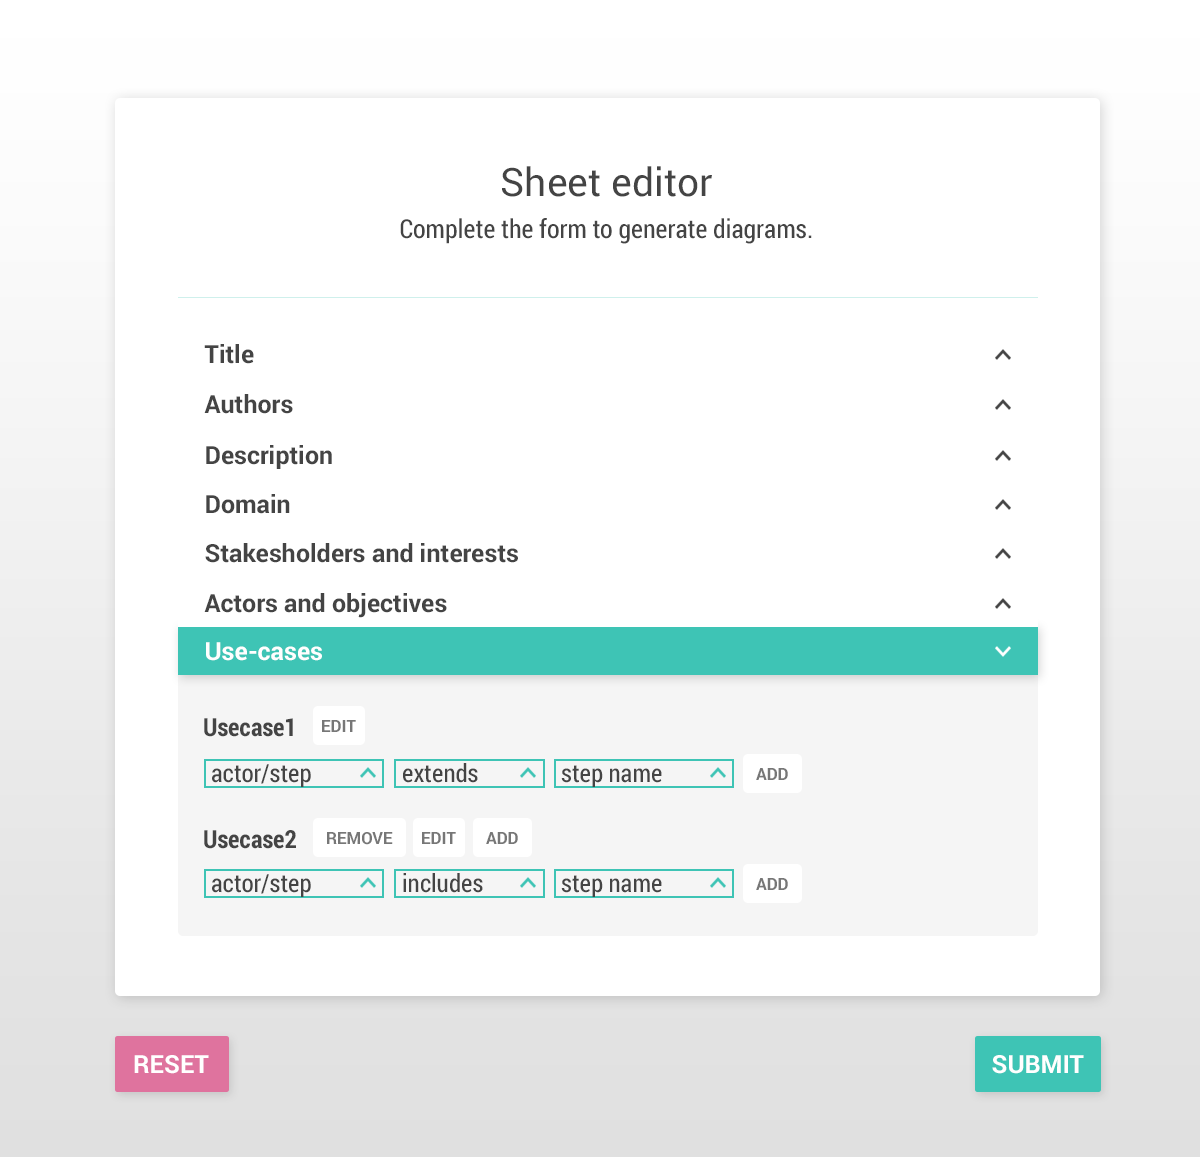 Sheet editor
Complete the form to generate diagrams.
Title
Authors
Description
Domain
Stakesholders and interests
Actors and objectives
Use-cases
Usecase1 EDIT
actor/step extends step name ADD
Usecase2 REMOVE EDIT ADD
actor/step includes step name ADD
RESET SUBMIT